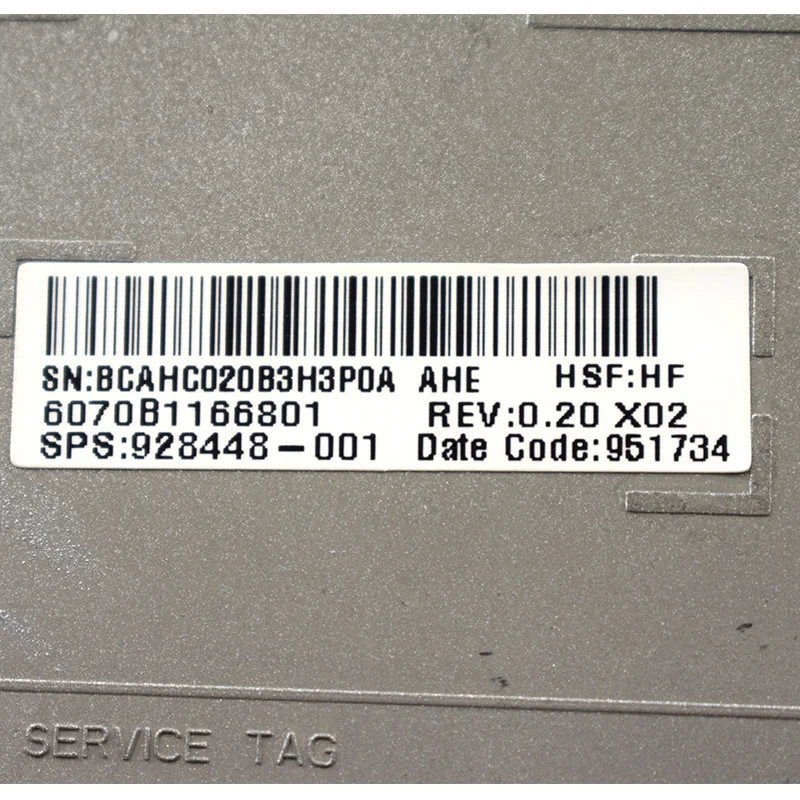 SN:BCAHC020B3H3P0A AHE HSF:HF
6070B1166801 REV:0.20 X02
SPS:928448-001 Date Code:951734
SERVICE TAG